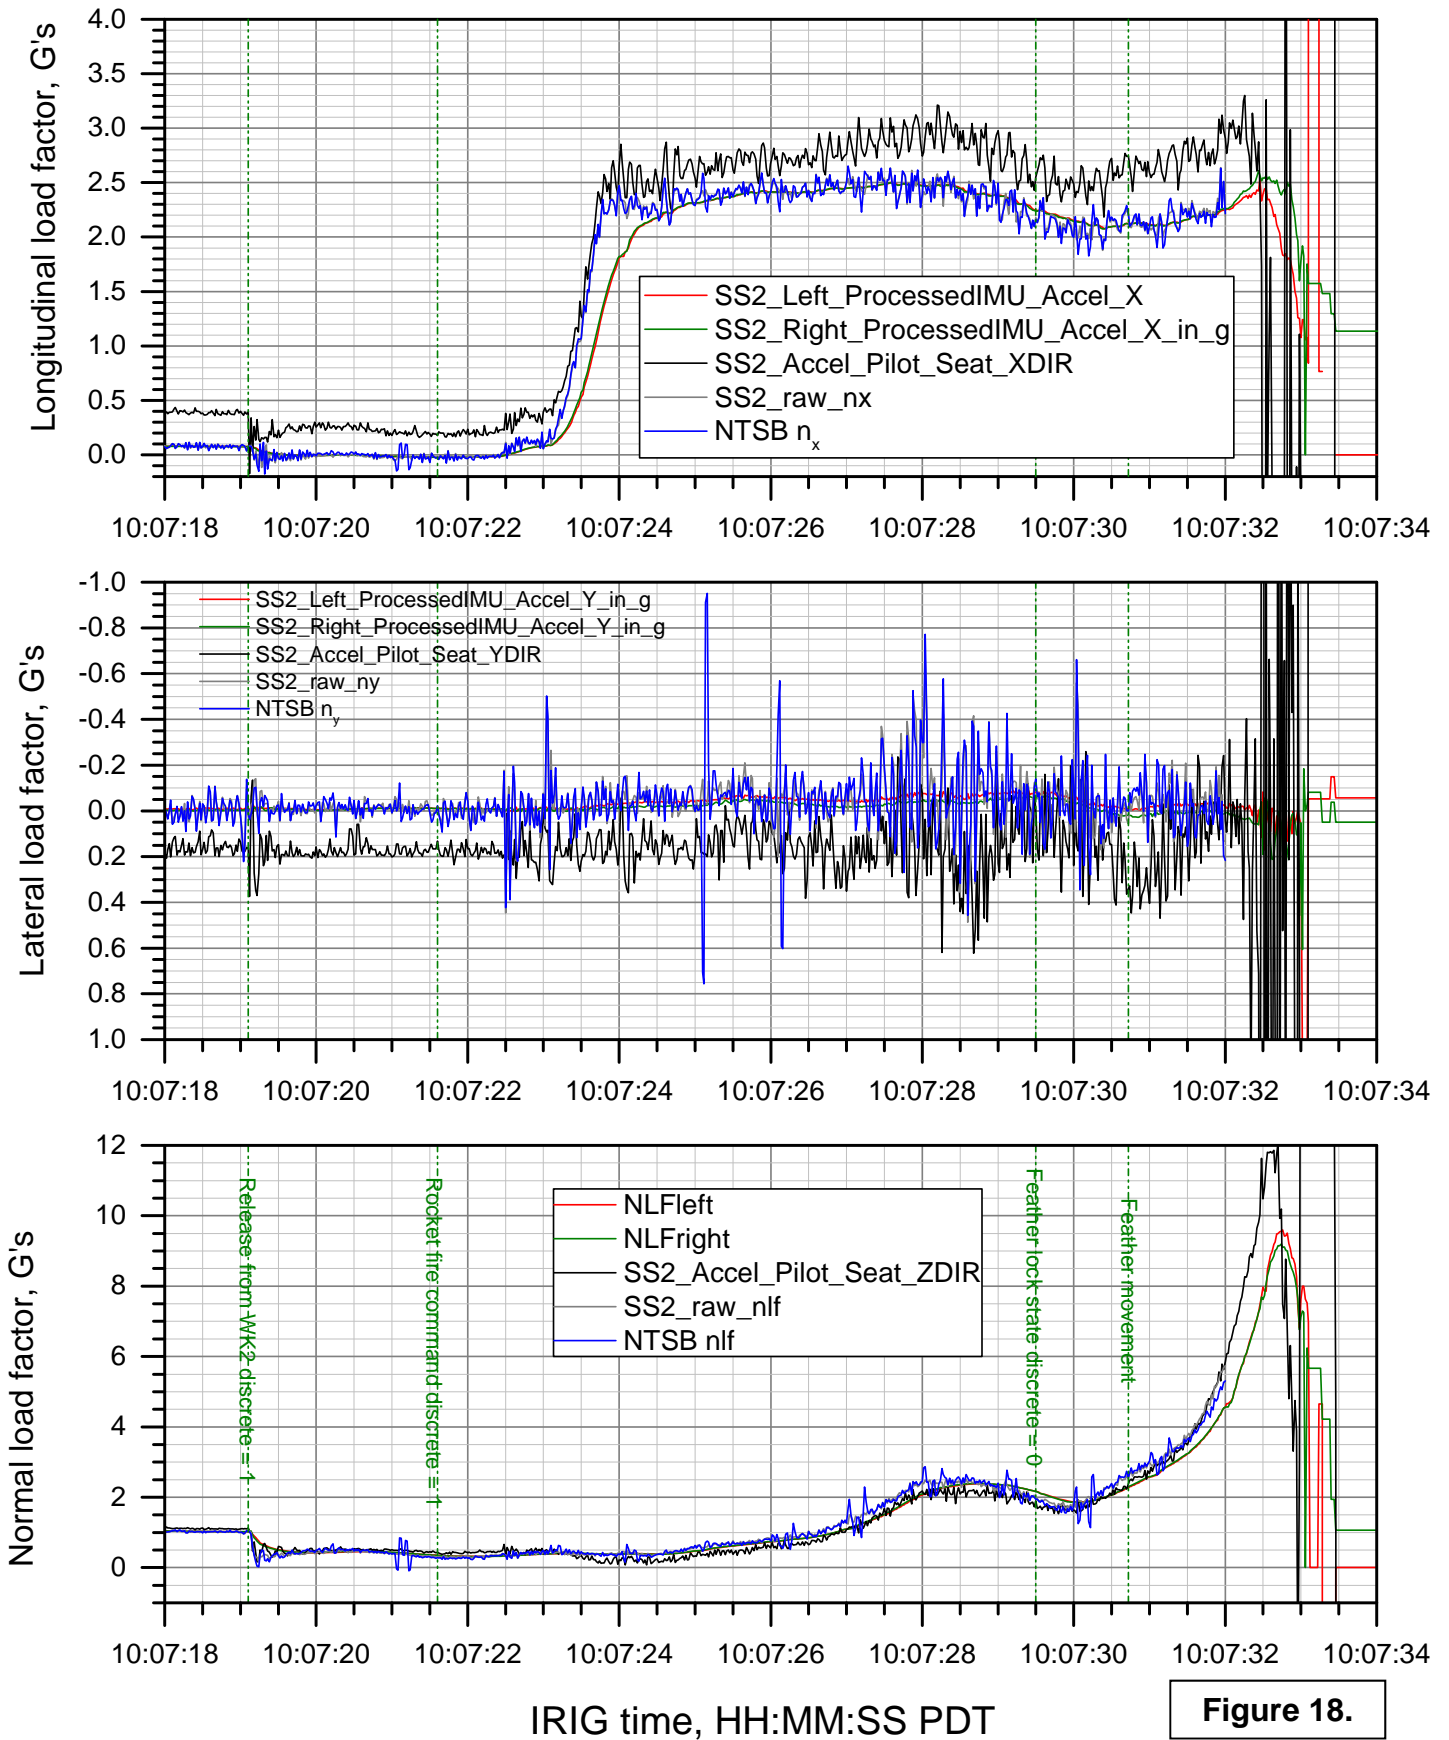 Longitudinal load factor, G's
4.0
3.5
3.0
2.5
2.0
1.5
1.0
0.5
0.0
SS2_Left_ProcessedIMU_Accel_X
SS2_Right_ProcessedIMU_Accel_X_in_g
SS2_Accel_Pilot_Seat_XDIR
SS2_raw_nx
NTSB nx
10:07:18 10:07:20 10:07:22 10:07:24 10:07:26 10:07:28 10:07:30 10:07:32 10:07:34
Lateral load factor, G's
-1.0
-0.8
-0.6
-0.4
-0.2
0.0
0.2
0.4
0.6
0.8
1.0
SS2_Left_ProcessedIMU_Accel_Y_in_g
SS2_Right_ProcessedIMU_Accel_Y_in_g
SS2_Accel_Pilot_Seat_YDIR
SS2_raw_ny
NTSB ny
10:07:18 10:07:20 10:07:22 10:07:24 10:07:26 10:07:28 10:07:30 10:07:32 10:07:34
Normal load factor, G's
12
10
8
6
4
2
0
Release from WK2 discrete = 1
Rocket fire command discrete = 1
NLFleft
NLFright
SS2_Accel_Pilot_Seat_ZDIR
SS2_raw_nlf
NTSB nlf
Feather lock state discrete = 0
Feather movement
10:07:18 10:07:20 10:07:22 10:07:24 10:07:26 10:07:28 10:07:30 10:07:32 10:07:34
IRIG time, HH:MM:SS PDT
Figure 18.